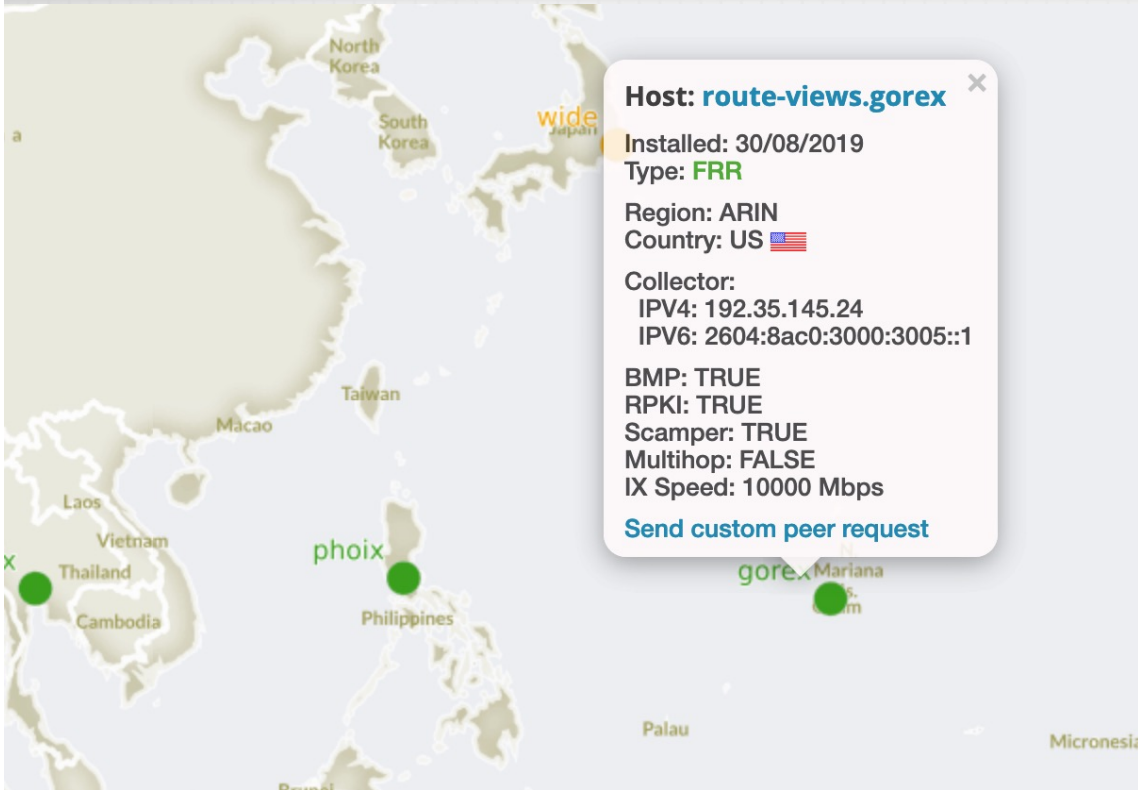 North
Korea
South
Korea
wide
Japan
a
Host: route-views.gorex ×
Installed: 30/08/2019
Type: FRR
Region: ARIN
Country: US
Collector:
IPV4: 192.35.145.24
IPV6: 2604:8ac0:3000:3005::1
BMP: TRUE
RPKI: TRUE
Scamper: TRUE
Multihop: FALSE
IX Speed: 10000 Mbps
Send custom peer request
Taiwan
Macao
Laos
Vietnam
x
Thailand
Cambodia
phoix
Philippines
gorex
N.
Mariana
Palau
Micronesia